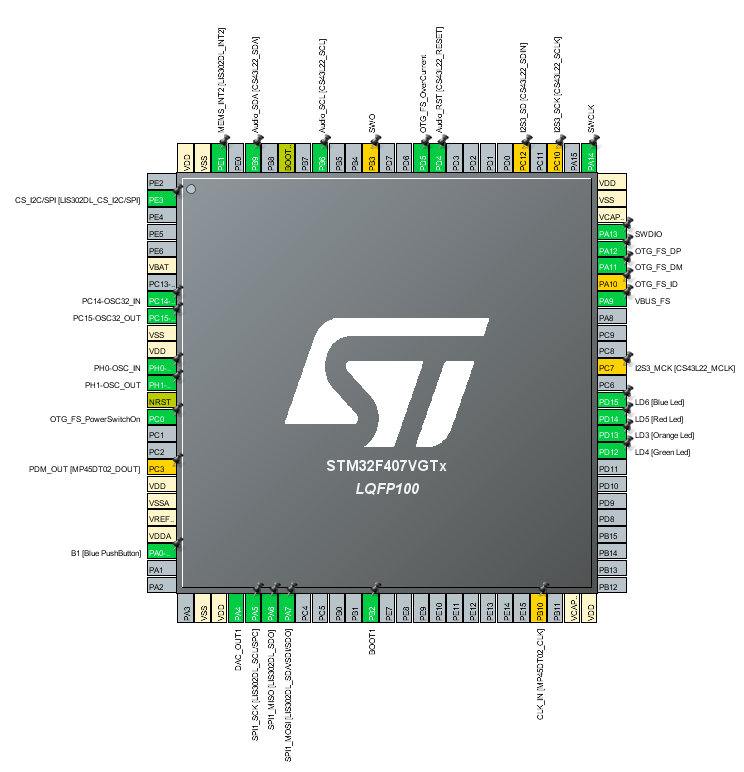 MEMS_INT2 [LIS302DL_INT2]
Audio_SDA [CS43L22_SDA]
Audio_SCL [CS43L22_SCL]
SWO
OTG_FS_OverCurrent
Audio_RST [CS43L22_RESET]
I2S3_SD [CS43L22_SDIN]
I2S3_SCK [CS43L22_SCLK]
SWCLK
VDD
VSS
PE1
PE0
PB9
PB8
BOOT.
PB7
PB6
PB5
PB4
PB3
PD7
PD6
PD5
PD4
PD3
PD2
PD1
PD0
PC12
PC11
PC10
PA15
PA14
PE2
CS_I2C/SPI [LIS302DL_CS_I2C/SPI] PE3
PE4
PE5
PE6
VBAT
PC13-..
PC14-OSC32_IN PC14-..
PC15-OSC32_OUT PC15-..
VSS
VDD
PH0-OSC_IN PH0-..
PH1-OSC_OUT PH1-..
NRST
OTG_FS_PowerSwitchOn PC0
PC1
PC2
PDM_OUT [MP45DT02_DOUT] PC3
VDD
VSSA
VREF..
VDDA
B1 [Blue PushButton] PA0-..
PA1
PA2
ST
STM32F407VGTx
LQFP100
VDD
VSS
VCAP..
PA13 SWDIO
PA12 OTG_FS_DP
PA11 OTG_FS_DM
PA10 OTG_FS_ID
PA9 VBUS_FS
PA8
PC9
PC8
PC7 I2S3_MCK [CS43L22_MCLK]
PC6
PD15 LD6 [Blue Led]
PD14 LD5 [Red Led]
PD13 LD3 [Orange Led]
PD12 LD4 [Green Led]
PD11
PD10
PD9
PD8
PB15
PB14
PB13
PB12
PA3
VSS
VDD
PA4
PA5
PA6
PA7
PC4
PC5
PB0
PB1
PB2
PE7
PE8
PE9
PE10
PE11
PE12
PE13
PE14
PE15
PB10
PB11
VCAP..
VDD
DAC_OUT1
SPI1_SCK [LIS302DL_SCL/SPC]
SPI1_MISO [LIS302DL_SDO]
SPI1_MOSI [LIS302DL_SDA/SDI/SDO]
BOOT1
CLK_IN [MP45DT02_CLK]